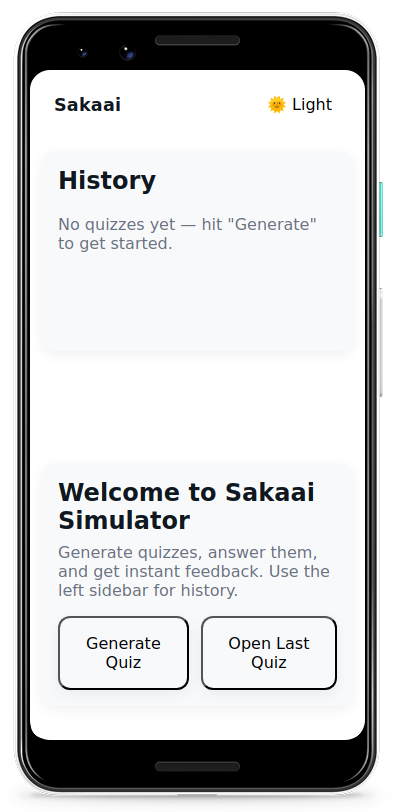 Sakaai
🌞 Light
History
No quizzes yet — hit "Generate"
to get started.
Welcome to Sakaai
Simulator
Generate quizzes, answer them,
and get instant feedback. Use the
left sidebar for history.
Generate
Quiz
Open Last
Quiz